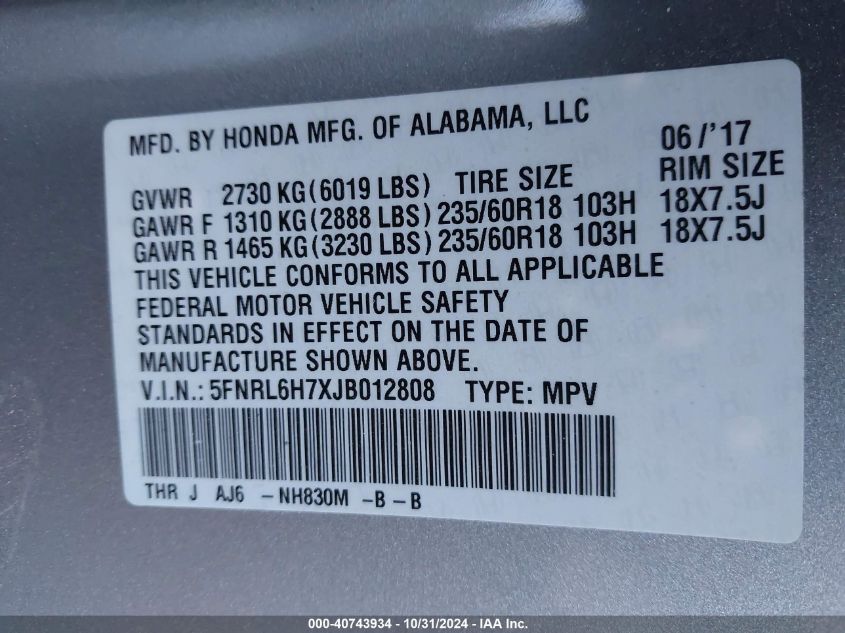 MFD. BY HONDA MFG. OF ALABAMA, LLC 06/'17
GVWR 2730 KG(6019 LBS) TIRE SIZE RIM SIZE
GAWR F 1310 KG(2888 LBS) 235/60R18 103H 18X7.5J
GAWR R 1465 KG(3230 LBS) 235/60R18 103H 18X7.5J
THIS VEHICLE CONFORMS TO ALL APPLICABLE
FEDERAL MOTOR VEHICLE SAFETY
STANDARDS IN EFFECT ON THE DATE OF
MANUFACTURE SHOWN ABOVE.
V.I.N.: 5FNRL6H7XJB012808 TYPE: MPV
THR J AJ6 -NH830M -B-B
000-40743934 - 10/31/2024 - IAA Inc.